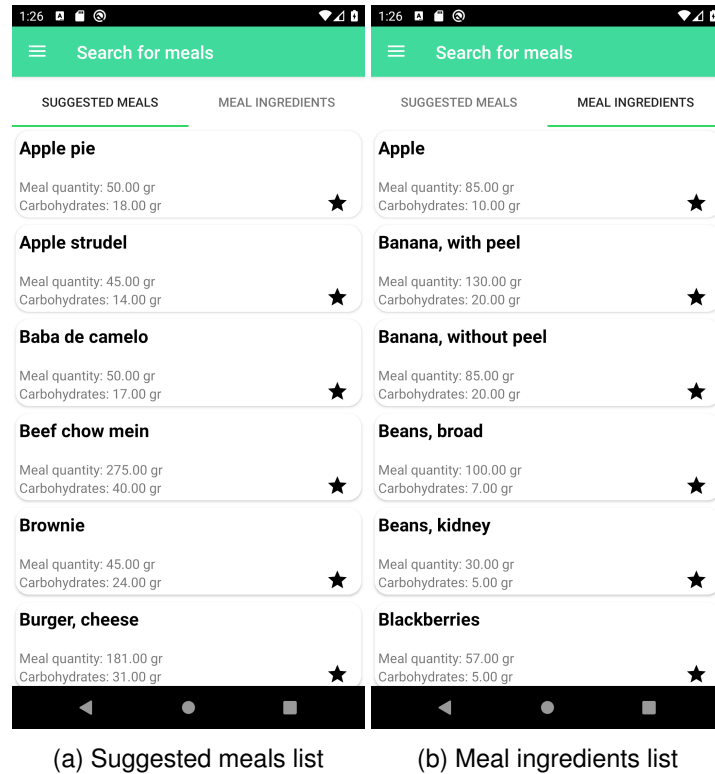 1:26
Search for meals
SUGGESTED MEALS MEAL INGREDIENTS
Apple pie
Meal quantity: 50.00 gr
Carbohydrates: 18.00 gr
Apple strudel
Meal quantity: 45.00 gr
Carbohydrates: 14.00 gr
Baba de camelo
Meal quantity: 50.00 gr
Carbohydrates: 17.00 gr
Beef chow mein
Meal quantity: 275.00 gr
Carbohydrates: 40.00 gr
Brownie
Meal quantity: 45.00 gr
Carbohydrates: 24.00 gr
Burger, cheese
Meal quantity: 181.00 gr
Carbohydrates: 31.00 gr
(a) Suggested meals list
1:26
Search for meals
SUGGESTED MEALS MEAL INGREDIENTS
Apple
Meal quantity: 85.00 gr
Carbohydrates: 10.00 gr
Banana, with peel
Meal quantity: 130.00 gr
Carbohydrates: 20.00 gr
Banana, without peel
Meal quantity: 85.00 gr
Carbohydrates: 20.00 gr
Beans, broad
Meal quantity: 100.00 gr
Carbohydrates: 7.00 gr
Beans, kidney
Meal quantity: 30.00 gr
Carbohydrates: 5.00 gr
Blackberries
Meal quantity: 57.00 gr
Carbohydrates: 5.00 gr
(b) Meal ingredients list